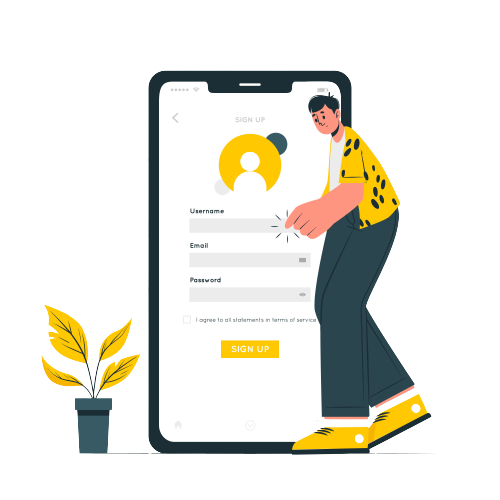 SIGN UP
Username
Email
Password
I agree to all statements in terms of service
SIGN UP